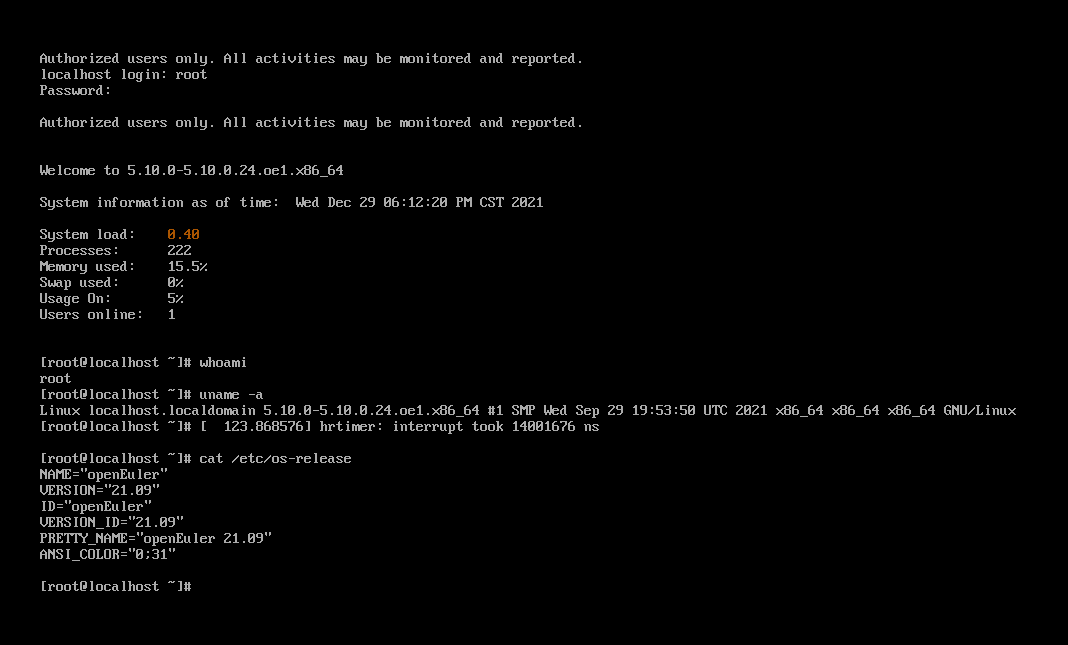 Authorized users only. All activities may be monitored and reported.
localhost login: root
Password:
Authorized users only. All activities may be monitored and reported.
Welcome to 5.10.0-5.10.0.24.oe1.x86_64
System information as of time:  Wed Dec 29 06:12:20 PM CST 2021
System load:    0.40
Processes:      222
Memory used:    15.5%
Swap used:      0%
Usage On:       5%
Users online:   1
[root@localhost ~]# whoami
root
[root@localhost ~]# uname -a
Linux localhost.localdomain 5.10.0-5.10.0.24.oe1.x86_64 #1 SMP Wed Sep 29 19:53:50 UTC 2021 x86_64 x86_64 x86_64 GNU/Linux
[root@localhost ~]# [  123.868576] hrtimer: interrupt took 14001676 ns
[root@localhost ~]# cat /etc/os-release
NAME="openEuler"
VERSION="21.09"
ID="openEuler"
VERSION_ID="21.09"
PRETTY_NAME="openEuler 21.09"
ANSI_COLOR="0;31"
[root@localhost ~]#